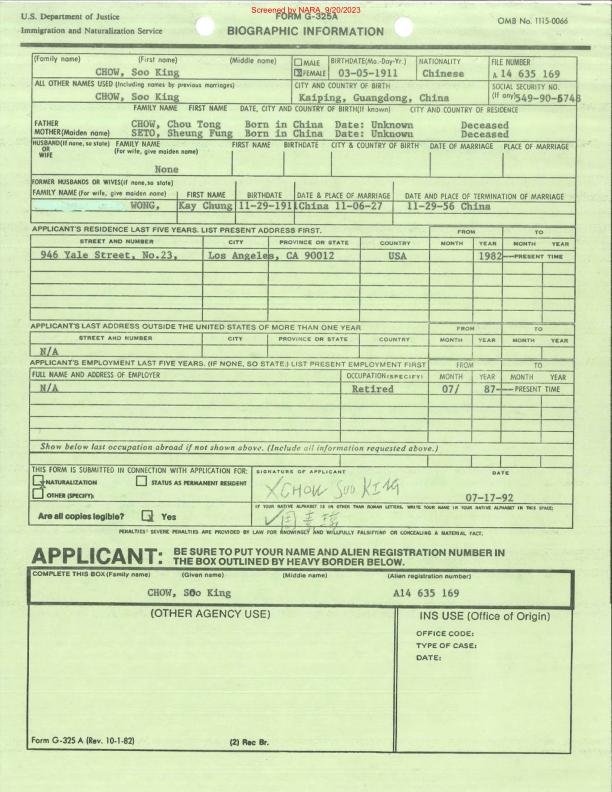 Screened by NARA_9/20/2023
U.S. Department of Justice
Immigration and Naturalization Service
FORM G-325A
BIOGRAPHIC INFORMATION
OMB No. 1115-0066
(Family name) (First name) (Middle name) MALE FEMALE BIRTHDATE(Mo.-Day-Yr.) NATIONALITY FILE NUMBER
CHOW, Soo King 03-05-1911 Chinese A 14 635 169
ALL OTHER NAMES USED (Including names by previous marriages) CITY AND COUNTRY OF BIRTH SOCIAL SECURITY NO. (If any)
CHOW, Soo King Kaiping, Guangdong, China 549-90-6748
FAMILY NAME FIRST NAME DATE, CITY AND COUNTRY OF BIRTH(If known) CITY AND COUNTRY OF RESIDENCE
FATHER CHOW, Chou Tong Born in China Date: Unknown Deceased
MOTHER(Maiden name) SETO, Sheung Fung Born in China Date: Unknown Deceased
HUSBAND(If none, so state) OR WIFE FAMILY NAME (For wife, give maiden name) FIRST NAME BIRTHDATE CITY & COUNTRY OF BIRTH DATE OF MARRIAGE PLACE OF MARRIAGE
None
FORMER HUSBANDS OR WIVES(if none,so state)
FAMILY NAME (For wife, give maiden name) FIRST NAME BIRTHDATE DATE & PLACE OF MARRIAGE DATE AND PLACE OF TERMINATION OF MARRIAGE
WONG, Kay Chung 11-29-191 China 11-06-27 11-29-56 China
APPLICANT'S RESIDENCE LAST FIVE YEARS. LIST PRESENT ADDRESS FIRST. FROM TO
STREET AND NUMBER CITY PROVINCE OR STATE COUNTRY MONTH YEAR MONTH YEAR
946 Yale Street, No.23, Los Angeles, CA 90012 USA 1982 PRESENT TIME
APPLICANT'S LAST ADDRESS OUTSIDE THE UNITED STATES OF MORE THAN ONE YEAR FROM TO
STREET AND NUMBER CITY PROVINCE OR STATE COUNTRY MONTH YEAR MONTH YEAR
N/A
APPLICANT'S EMPLOYMENT LAST FIVE YEARS. (IF NONE, SO STATE.) LIST PRESENT EMPLOYMENT FIRST FROM TO
FULL NAME AND ADDRESS OF EMPLOYER OCCUPATION(SPECIFY) MONTH YEAR MONTH YEAR
N/A Retired 07/ 87- PRESENT TIME
Show below last occupation abroad if not shown above. (Include all information requested above.)
THIS FORM IS SUBMITTED IN CONNECTION WITH APPLICATION FOR: SIGNATURE OF APPLICANT DATE
NATURALIZATION STATUS AS PERMANENT RESIDENT
OTHER (SPECIFY):
CHOW SOO KING
07-17-92
IF YOUR NATIVE ALPHABET IS IN OTHER THAN ROMAN LETTERS, WRITE YOUR NAME IN YOUR NATIVE ALPHABET IN THIS SPACE:
Are all copies legible? Yes
周
PENALTIES: SEVERE PENALTIES ARE PROVIDED BY LAW FOR KNOWINGLY AND WILLFULLY FALSIFYING OR CONCEALING A MATERIAL FACT.
APPLICANT: BE SURE TO PUT YOUR NAME AND ALIEN REGISTRATION NUMBER IN
THE BOX OUTLINED BY HEAVY BORDER BELOW.
COMPLETE THIS BOX (Family name) (Given name) (Middle name) (Alien registration number)
CHOW, Soo King A14 635 169
(OTHER AGENCY USE) INS USE (Office of Origin)
OFFICE CODE:
TYPE OF CASE:
DATE:
Form G-325 A (Rev. 10-1-82) (2) Rec Br.